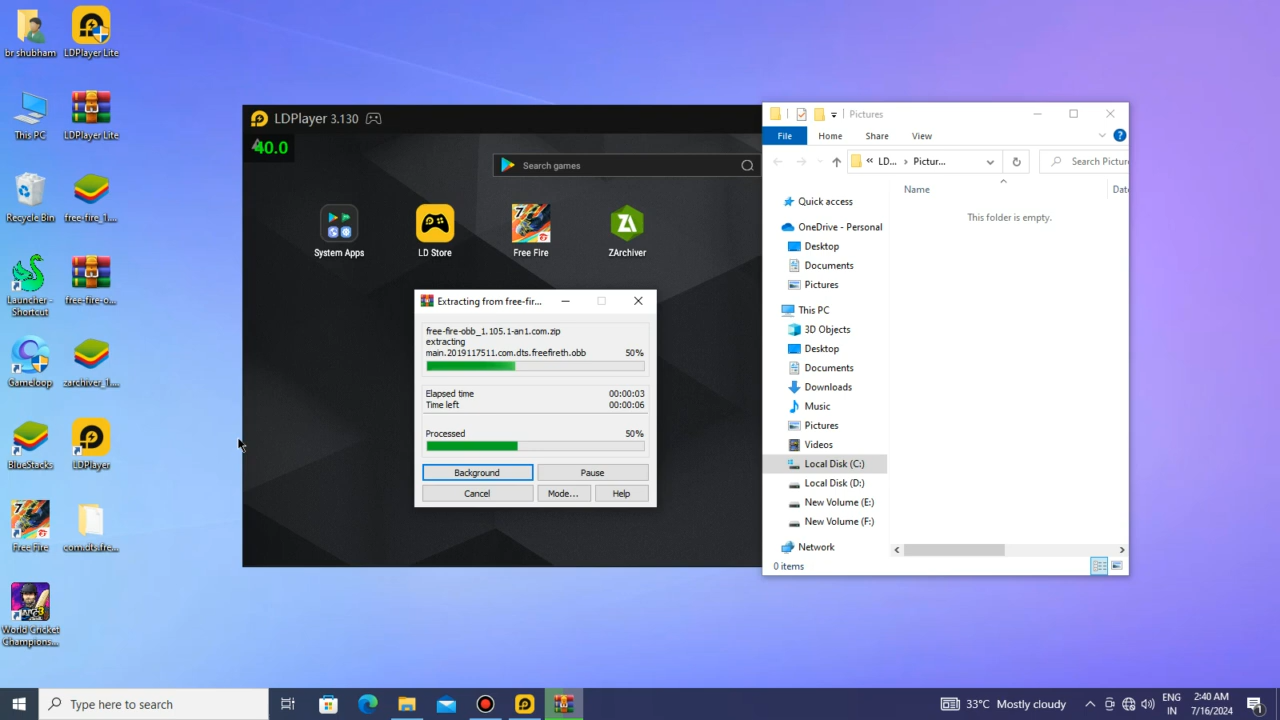 br shubham
LDPlayer Lite
This PC
LDPlayer Lite
Recycle Bin
free-fire_1....
Launcher -
Shortcut
free-fire-o...
Gameloop
zarchiver_1....
BlueStacks
LDPlayer
Free Fire
com.dts.fre...
World Cricket
Champions...
LDPlayer 3.130
40.0
Search games
System Apps
LD Store
Free Fire
ZArchiver
Extracting from free-fir...
free-fire-obb_1.105.1-an1.com.zip
extracting
main.2019117511.com.dts.freefireth.obb 50%
Elapsed time 00:00:03
Time left 00:00:06
Processed 50%
Background Pause
Cancel Mode... Help
Pictures
File Home Share View
« LD... › Pictur...
Search Pictur
Name Dat
This folder is empty.
Quick access
OneDrive - Personal
Desktop
Documents
Pictures
This PC
3D Objects
Desktop
Documents
Downloads
Music
Pictures
Videos
Local Disk (C:)
Local Disk (D:)
New Volume (E:)
New Volume (F:)
Network
0 items
Type here to search
33°C Mostly cloudy
ENG
IN
2:40 AM
7/16/2024
1